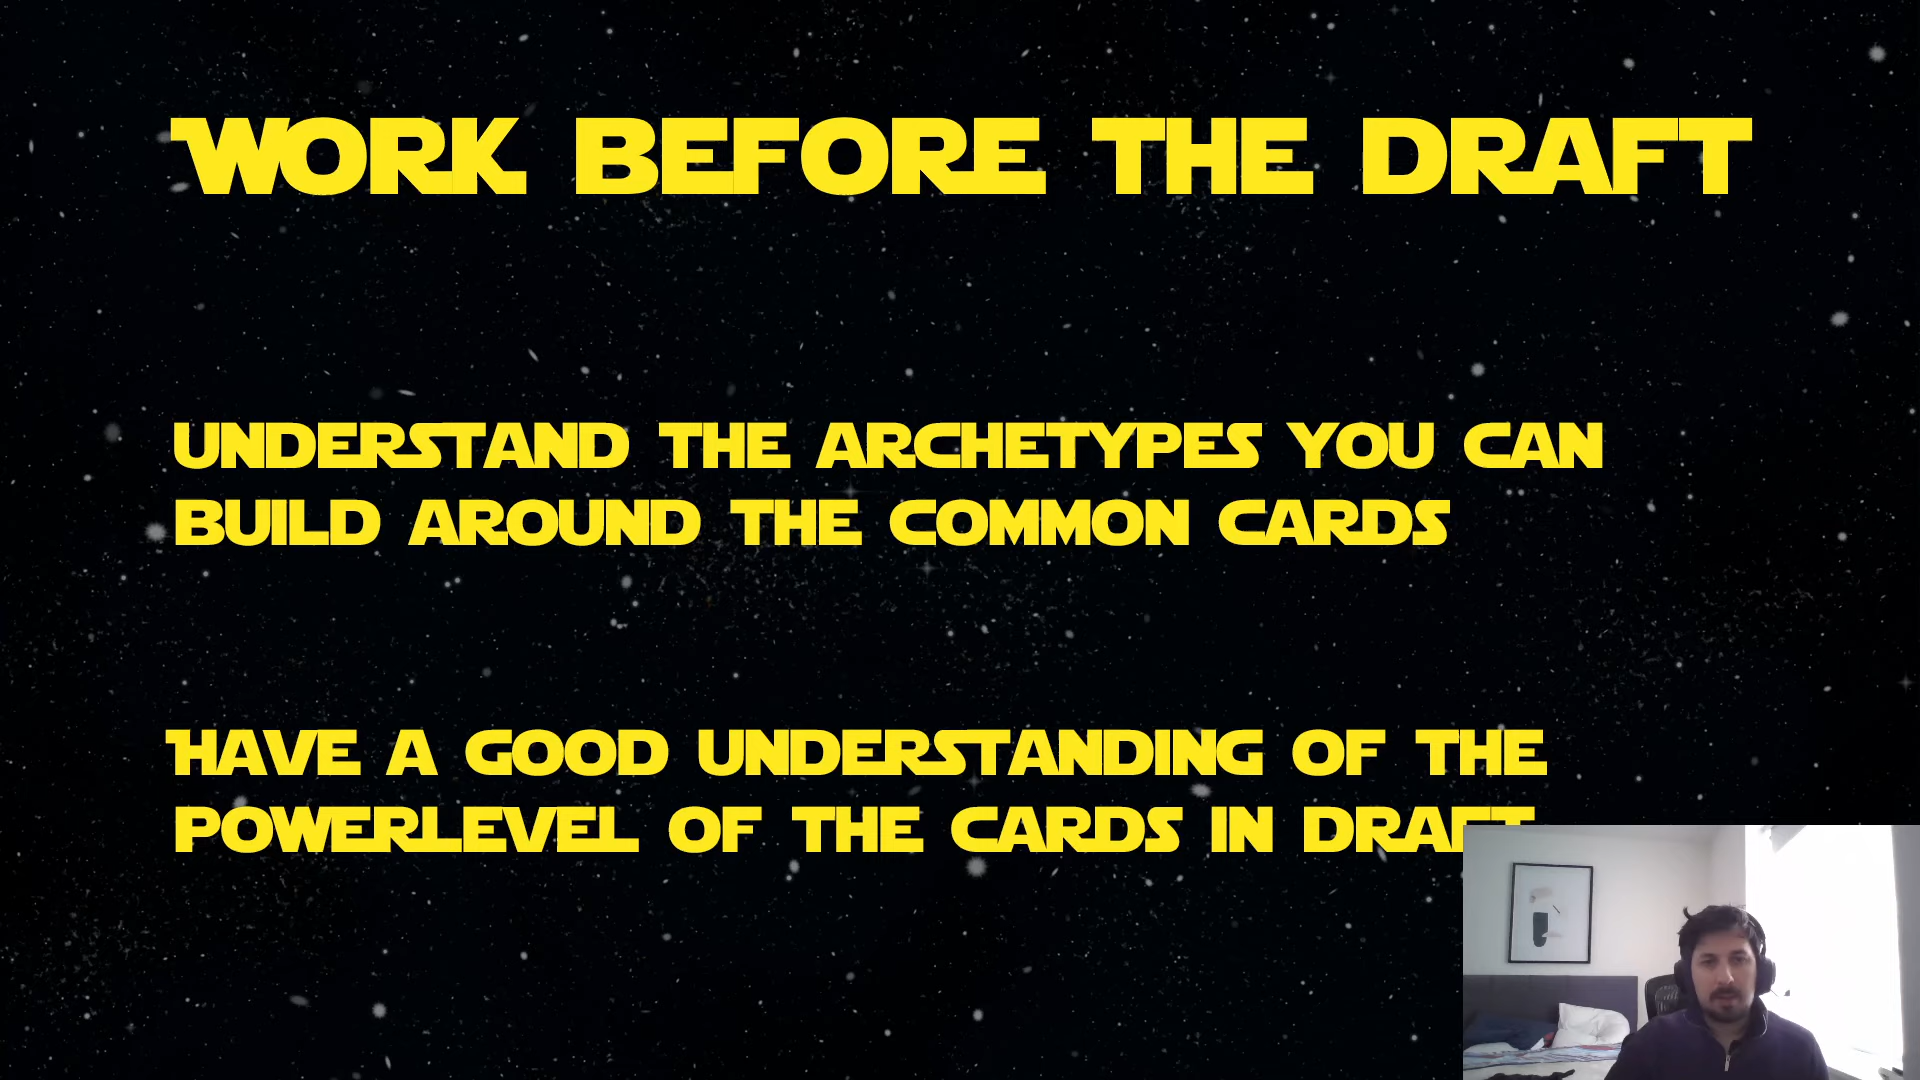 WORK BEFORE THE DRAFT
UNDERSTAND THE ARCHETYPES YOU CAN
BUILD AROUND THE COMMON CARDS
HAVE A GOOD UNDERSTANDING OF THE
POWERLEVEL OF THE CARDS IN DRAFT